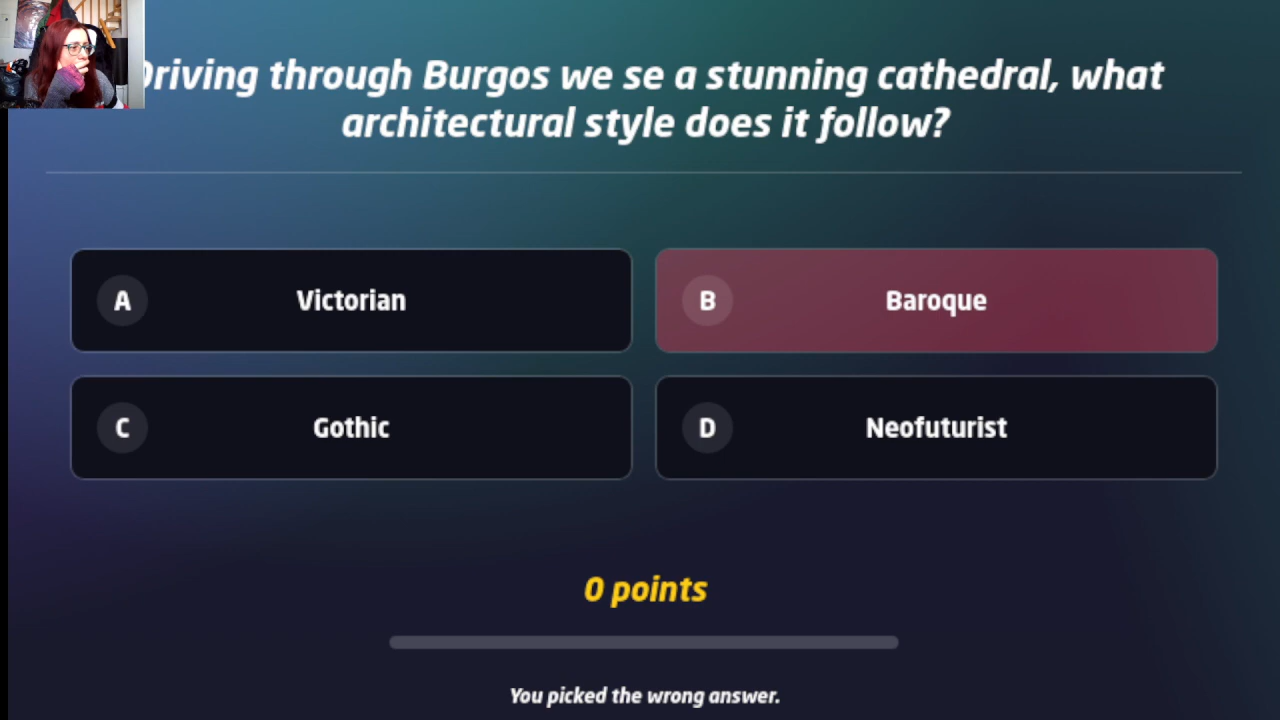 Driving through Burgos we se a stunning cathedral, what
architectural style does it follow?
A Victorian
B Baroque
C Gothic
D Neofuturist
0 points
You picked the wrong answer.